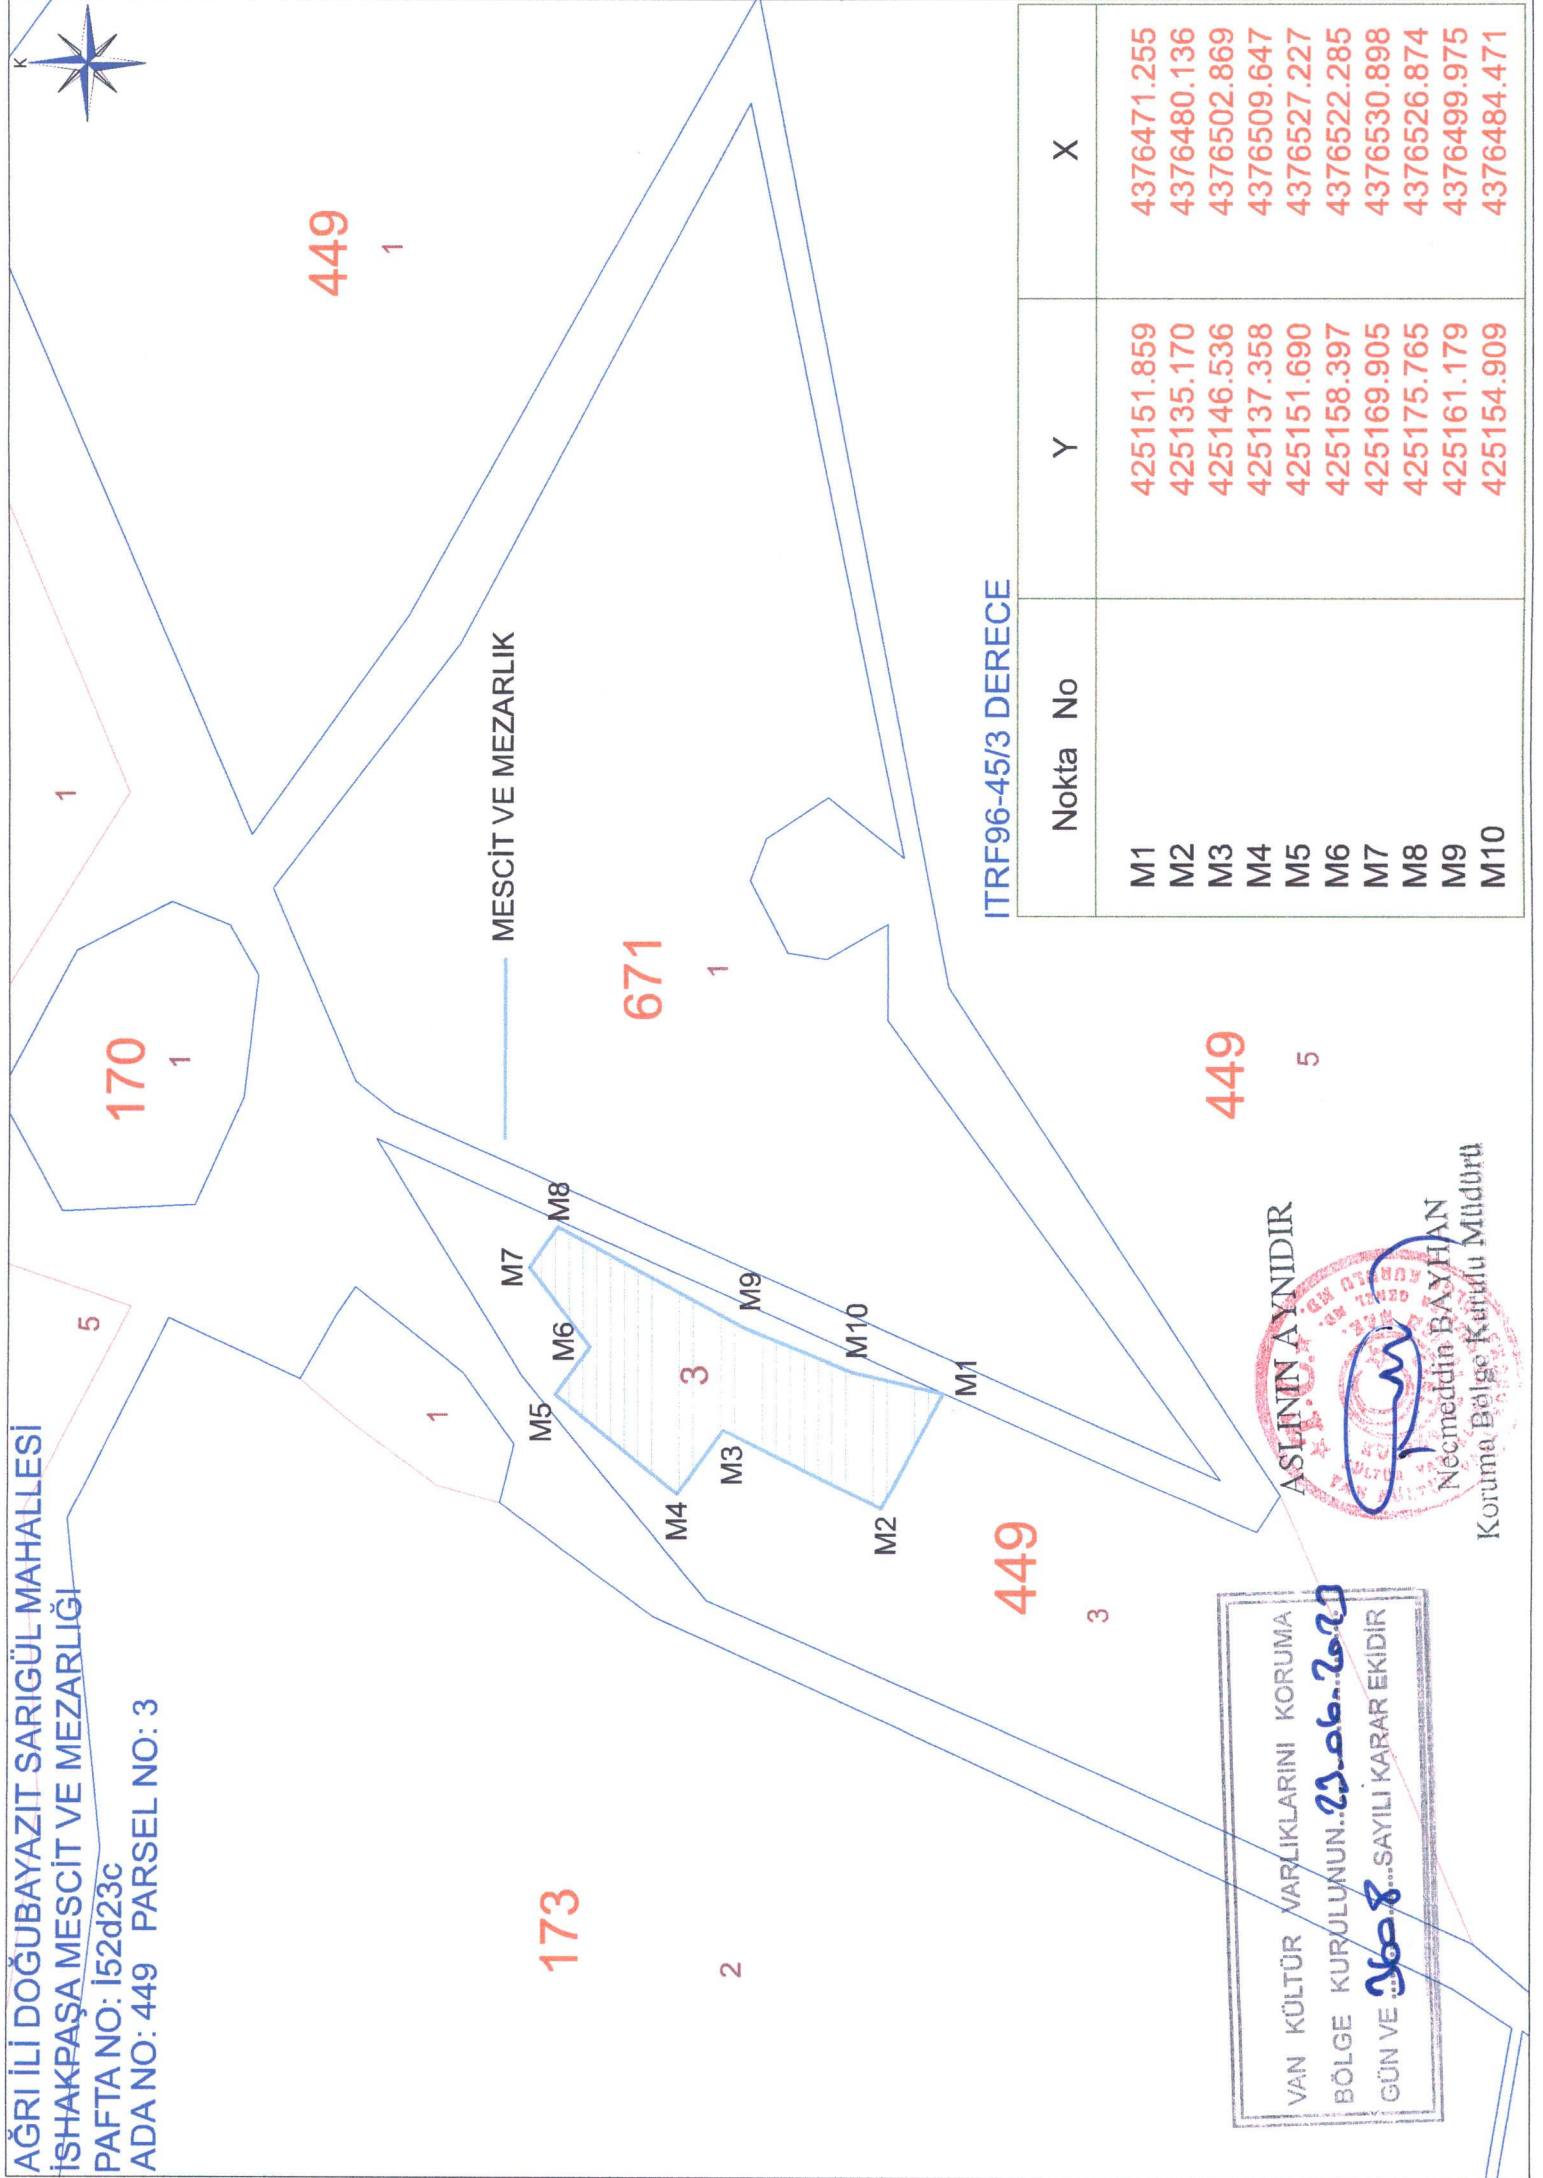 AĞRI İLİ DOĞUBAYAZIT SARIGÜL MAHALLESİ
İSHAKPAŞA MESCİT VE MEZARLIĞI
PAFTA NO: İ52d23c
ADA NO: 449 PARSEL NO: 3
K
5
1
170
1
449
1
1
MESCİT VE MEZARLIK
173
2
M4
M5
M6
M7
M8
M3
3
M9
M2
M10
M1
671
1
449
3
449
5
ITRF96-45/3 DERECE
Nokta No Y X
M1 425151.859 4376471.255
M2 425135.170 4376480.136
M3 425146.536 4376502.869
M4 425137.358 4376509.647
M5 425151.690 4376527.227
M6 425158.397 4376522.285
M7 425169.905 4376530.898
M8 425175.765 4376526.874
M9 425161.179 4376499.975
M10 425154.909 4376484.471
VAN KÜLTÜR VARLIKLARINI KORUMA
BÖLGE KURULUNUN..23.06.2023
GÜN VE ....3608....SAYILI KARAR EKİDİR
ASLININ AYNIDIR
Necmeddin BAYHAN
Koruma Bölge Kurulu Müdürü